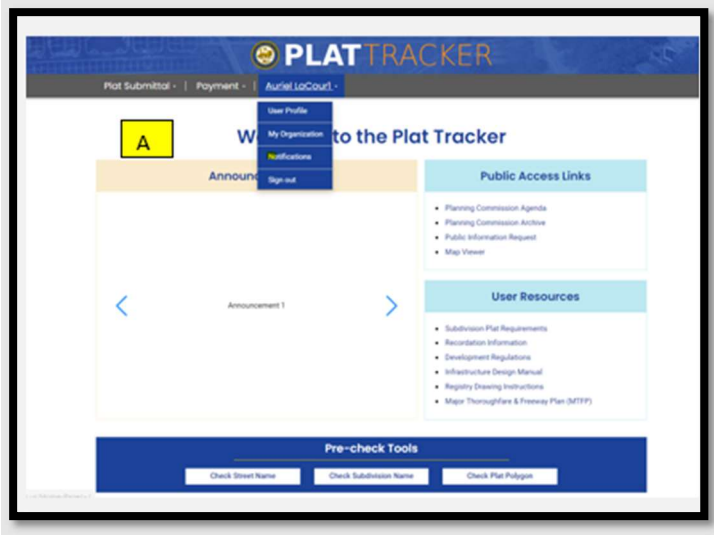 PLATTRACKER
Plat Submittal - | Payment - | Auriel LaCourt -
User Profile
My Organization
Notifications
Sign out
A
W to the Plat Tracker
Announc
Announcement 1
Public Access Links
Planning Commission Agenda
Planning Commission Archive
Public Information Request
Map Viewer
User Resources
Subdivision Plat Requirements
Recordation Information
Development Regulations
Infrastructure Design Manual
Registry Drawing Instructions
Major Thoroughfare & Freeway Plan (MTFP)
Pre-check Tools
Check Street Name
Check Subdivision Name
Check Plat Polygon